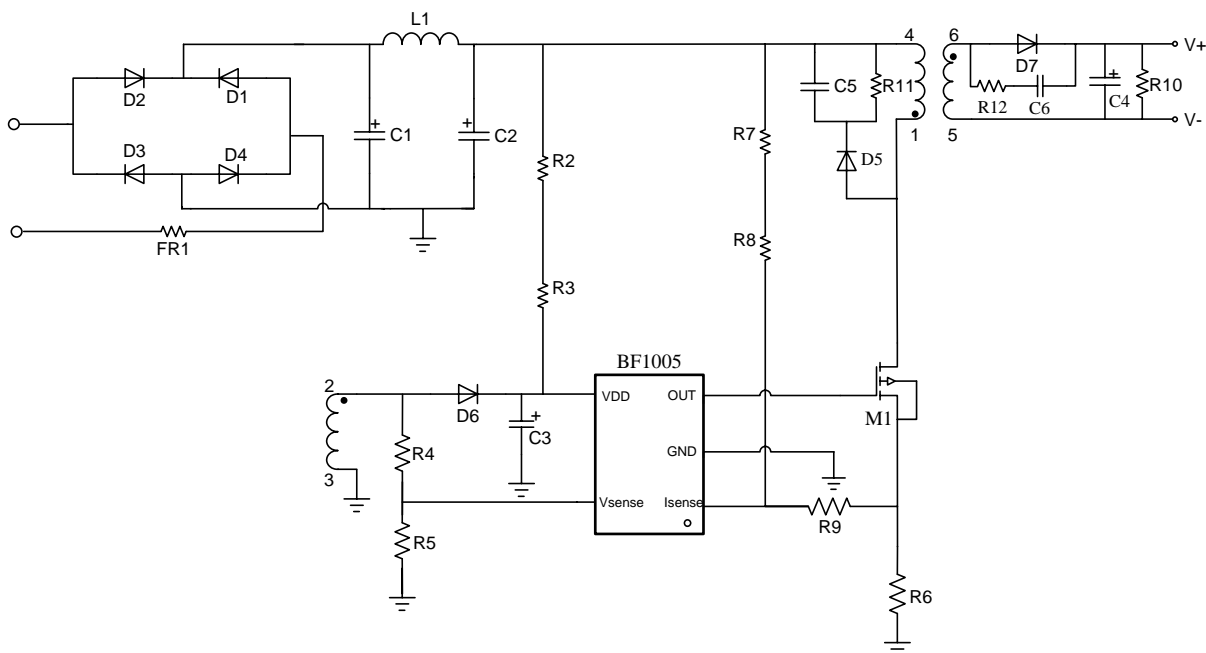 L1
4
6
V+
D2
D1
D7
C5
R11
R12
C6
C4
R10
C1
C2
R7
1
5
V-
D3
D4
R2
D5
FR1
R8
R3
BF1005
2
VDD
OUT
D6
M1
C3
R4
GND
3
Vsense
Isense
R9
R5
R6